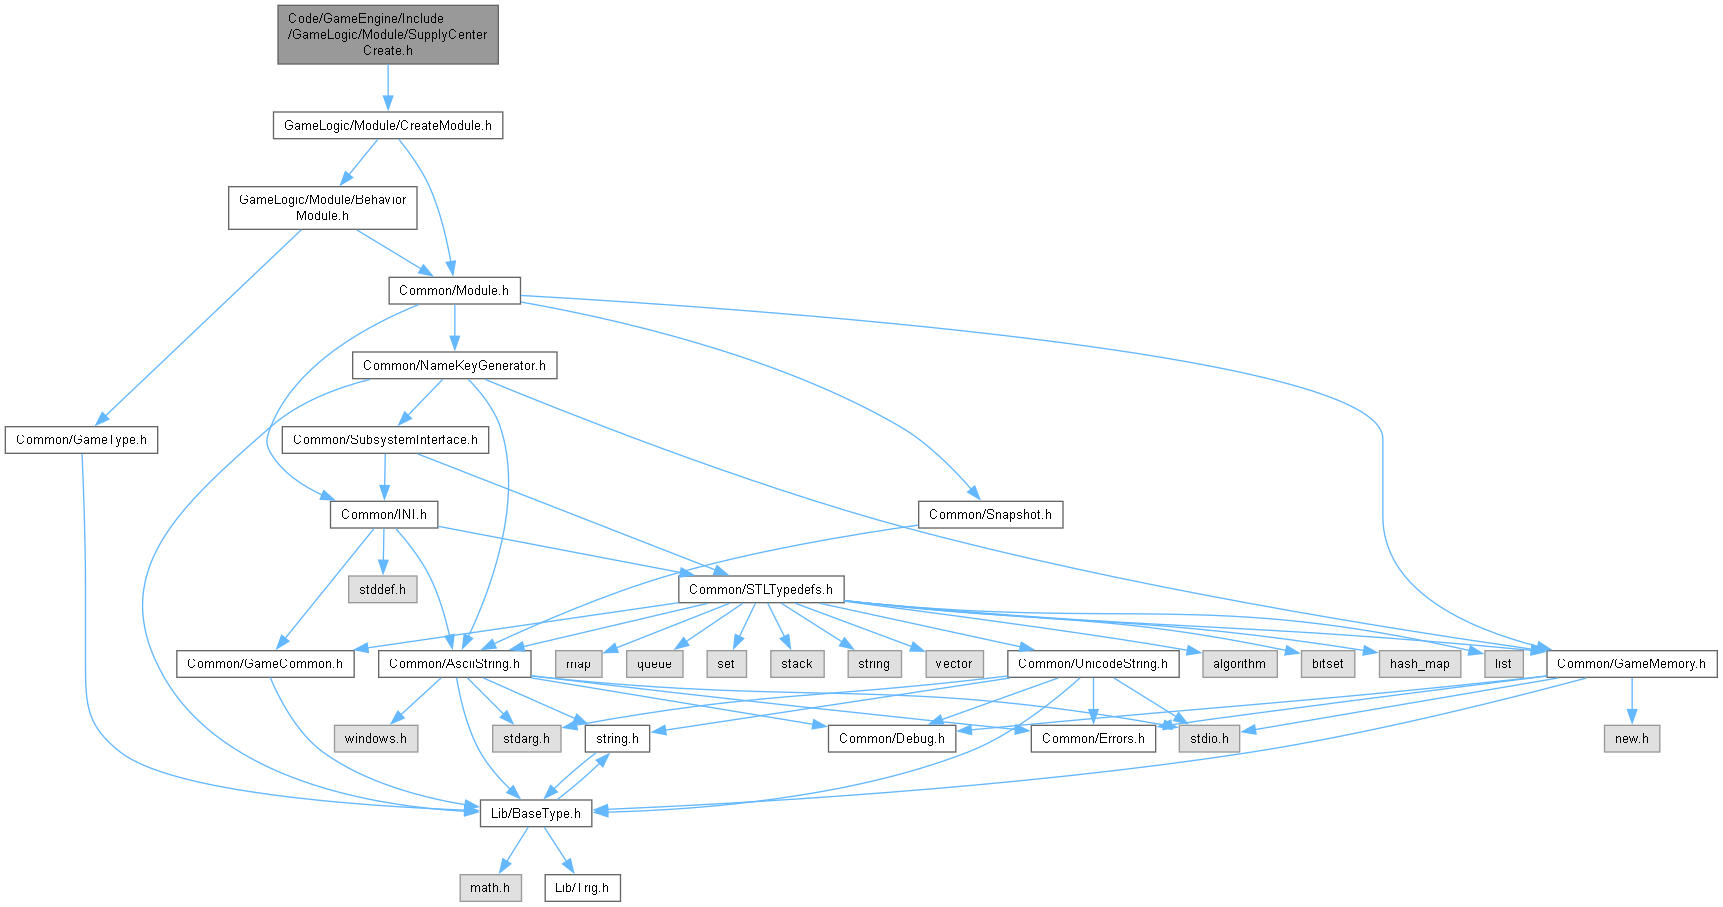 Code/GameEngine/Include
/GameLogic/Module/SupplyCenter
Create.h
GameLogic/Module/CreateModule.h
GameLogic/Module/Behavior
Module.h
Common/Module.h
Common/NameKeyGenerator.h
Common/GameType.h
Common/SubsystemInterface.h
Common/INI.h
Common/Snapshot.h
stddef.h
Common/STLTypedefs.h
Common/GameCommon.h
Common/AsciiString.h
map
queue
set
stack
string
vector
Common/UnicodeString.h
algorithm
bitset
hash_map
list
Common/GameMemory.h
windows.h
stdarg.h
string.h
Common/Debug.h
Common/Errors.h
stdio.h
new.h
Lib/BaseType.h
math.h
Lib/Trig.h